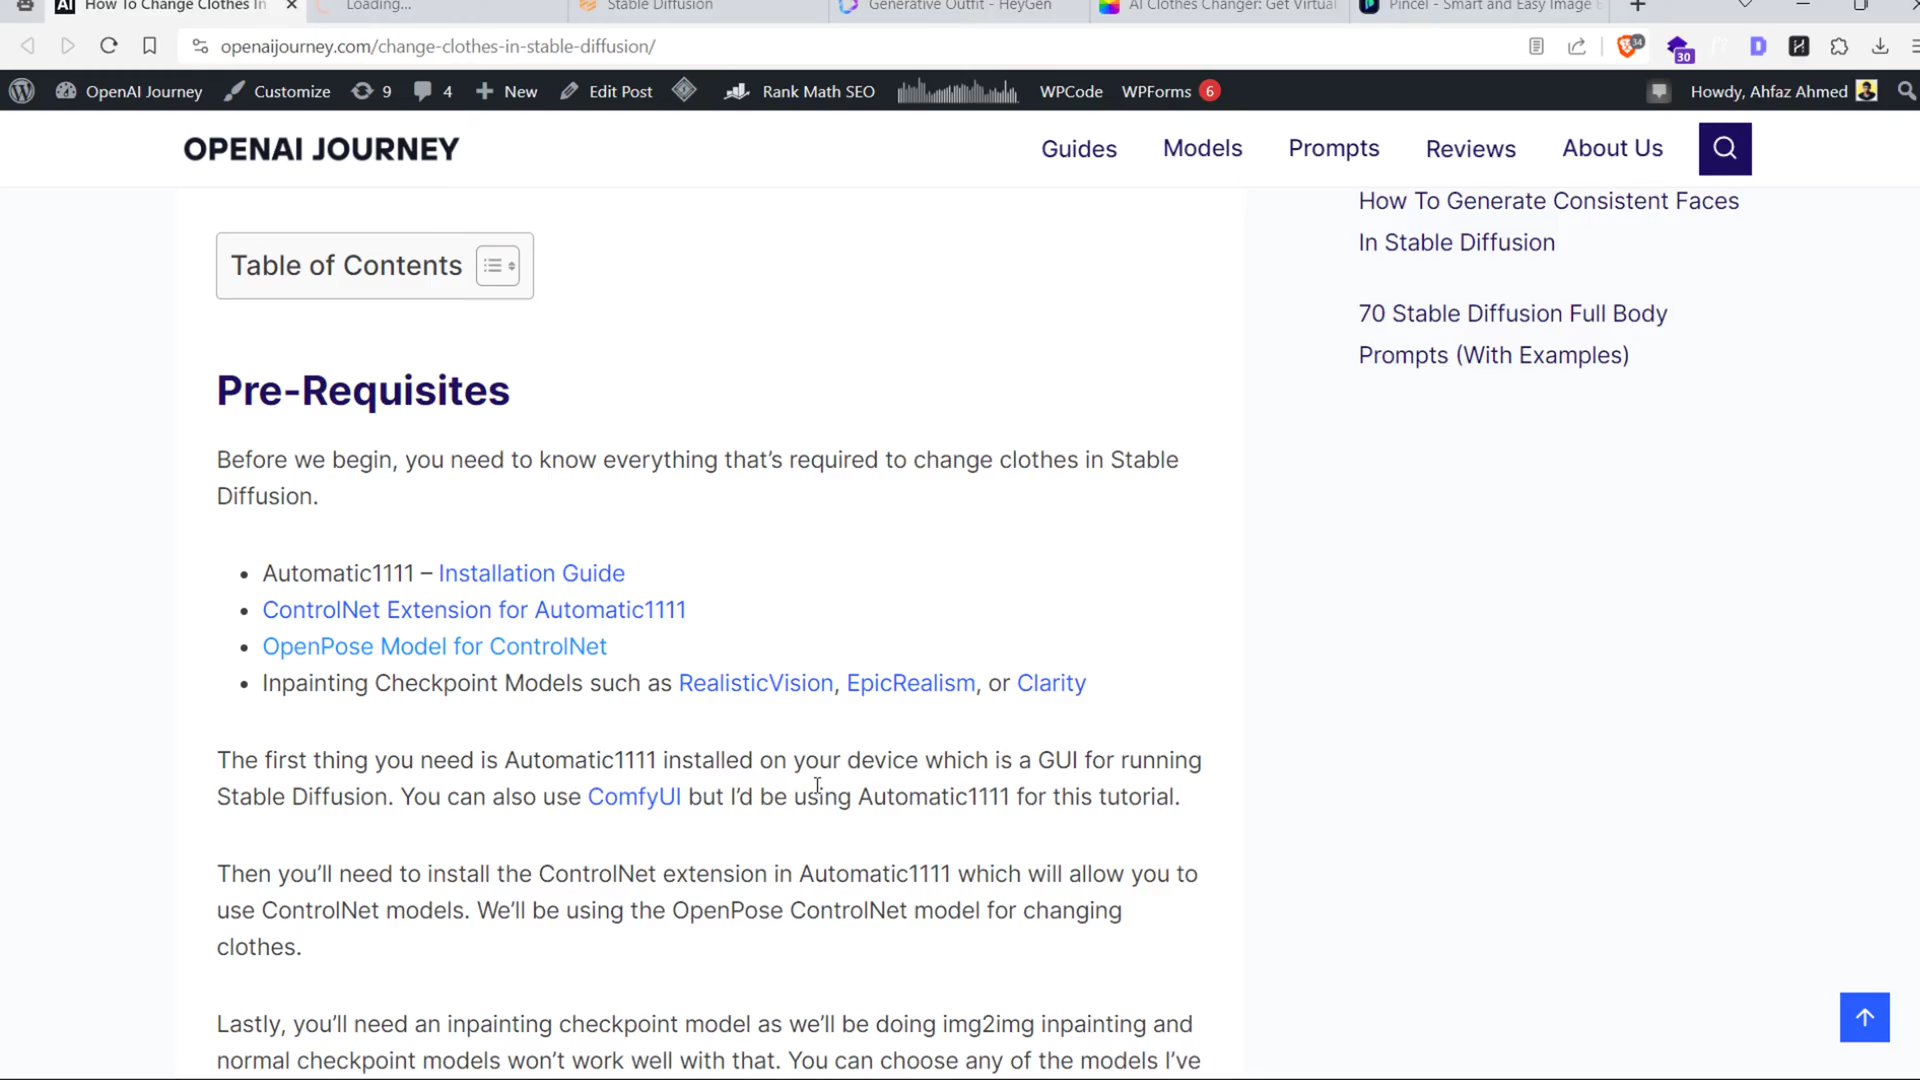 How To Change Clothes In
Loading...
Stable Diffusion
Generative Outfit - HeyGen
AI Clothes Changer: Get Virtual
Pincel - Smart and Easy Image E
openaijourney.com/change-clothes-in-stable-diffusion/
34
30
OpenAI Journey
Customize
9
4
New
Edit Post
Rank Math SEO
WPCode
WPForms 6
Howdy, Ahfaz Ahmed
OPENAI JOURNEY
Guides
Models
Prompts
Reviews
About Us
Table of Contents
Pre-Requisites
Before we begin, you need to know everything that’s required to change clothes in Stable
Diffusion.
• Automatic1111 – Installation Guide
• ControlNet Extension for Automatic1111
• OpenPose Model for ControlNet
• Inpainting Checkpoint Models such as RealisticVision, EpicRealism, or Clarity
The first thing you need is Automatic1111 installed on your device which is a GUI for running
Stable Diffusion. You can also use ComfyUI but I’d be using Automatic1111 for this tutorial.
Then you’ll need to install the ControlNet extension in Automatic1111 which will allow you to
use ControlNet models. We’ll be using the OpenPose ControlNet model for changing
clothes.
Lastly, you’ll need an inpainting checkpoint model as we’ll be doing img2img inpainting and
normal checkpoint models won’t work well with that. You can choose any of the models I’ve
How To Generate Consistent Faces
In Stable Diffusion
70 Stable Diffusion Full Body
Prompts (With Examples)